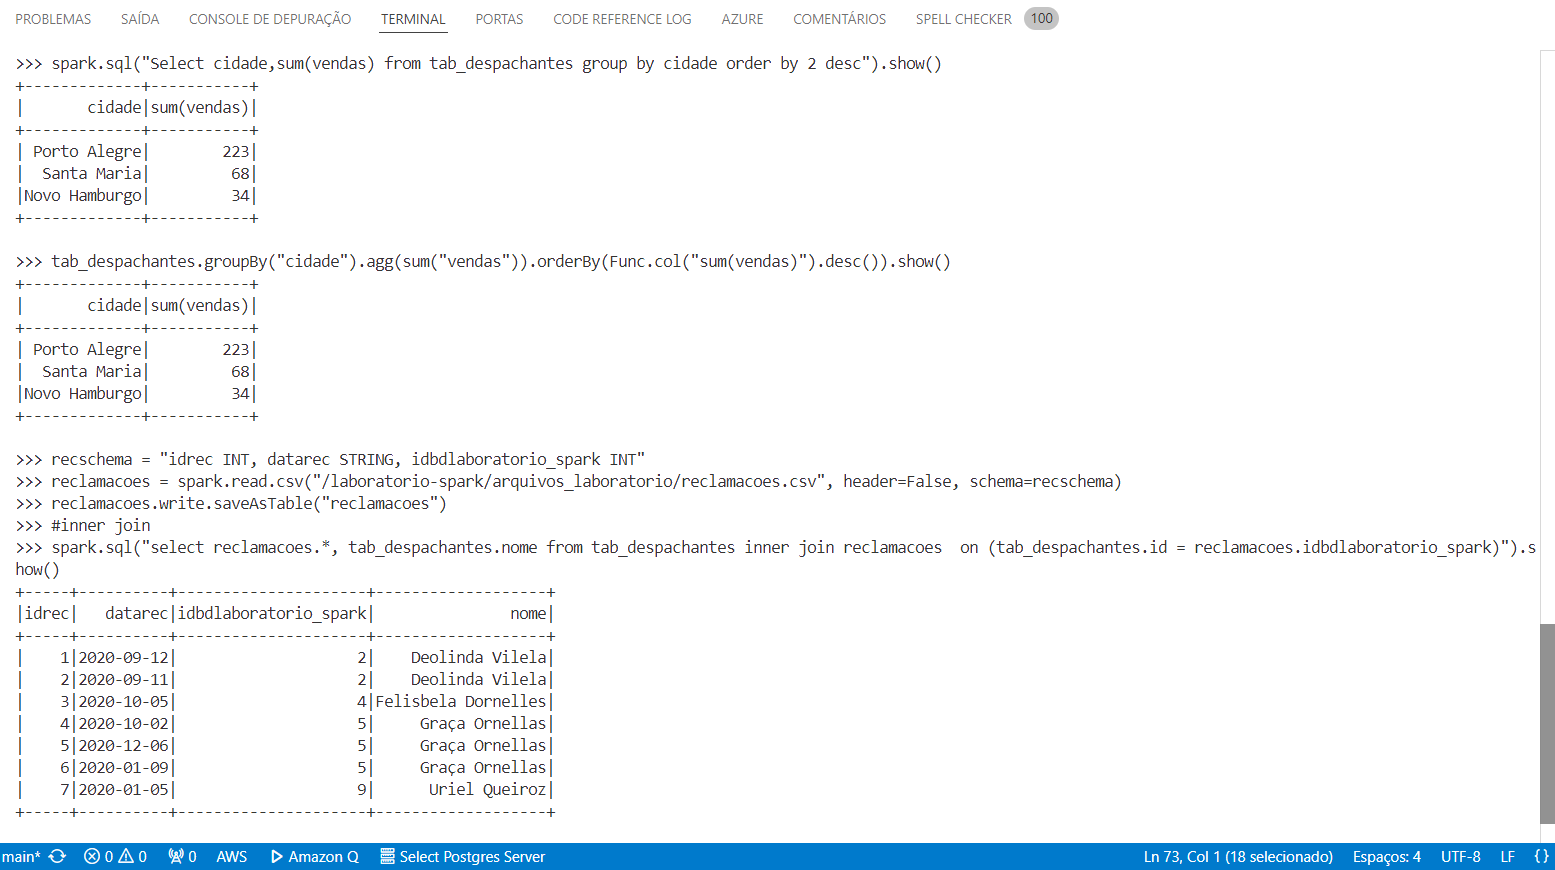 PROBLEMAS SAÍDA CONSOLE DE DEPURAÇÃO TERMINAL PORTAS CODE REFERENCE LOG AZURE COMENTÁRIOS SPELL CHECKER 100
>>> spark.sql("Select cidade,sum(vendas) from tab_despachantes group by cidade order by 2 desc").show()
+-------------+-----------+
|       cidade|sum(vendas)|
+-------------+-----------+
| Porto Alegre|        223|
|  Santa Maria|         68|
|Novo Hamburgo|         34|
+-------------+-----------+
>>> tab_despachantes.groupBy("cidade").agg(sum("vendas")).orderBy(Func.col("sum(vendas)").desc()).show()
+-------------+-----------+
|       cidade|sum(vendas)|
+-------------+-----------+
| Porto Alegre|        223|
|  Santa Maria|         68|
|Novo Hamburgo|         34|
+-------------+-----------+
>>> recschema = "idrec INT, datarec STRING, idbdlaboratorio_spark INT"
>>> reclamacoes = spark.read.csv("/laboratorio-spark/arquivos_laboratorio/reclamacoes.csv", header=False, schema=recschema)
>>> reclamacoes.write.saveAsTable("reclamacoes")
>>> #inner join
>>> spark.sql("select reclamacoes.*, tab_despachantes.nome from tab_despachantes inner join reclamacoes  on (tab_despachantes.id = reclamacoes.idbdlaboratorio_spark)").s
how()
+-----+----------+---------------------+-------------------+
|idrec|   datarec|idbdlaboratorio_spark|               nome|
+-----+----------+---------------------+-------------------+
|    1|2020-09-12|                    2|    Deolinda Vilela|
|    2|2020-09-11|                    2|    Deolinda Vilela|
|    3|2020-10-05|                    4|Felisbela Dornelles|
|    4|2020-10-02|                    5|     Graça Ornellas|
|    5|2020-12-06|                    5|     Graça Ornellas|
|    6|2020-01-09|                    5|     Graça Ornellas|
|    7|2020-01-05|                    9|      Uriel Queiroz|
+-----+----------+---------------------+-------------------+
main* 0 0 0 AWS Amazon Q Select Postgres Server Ln 73, Col 1 (18 selecionado) Espaços: 4 UTF-8 LF {}